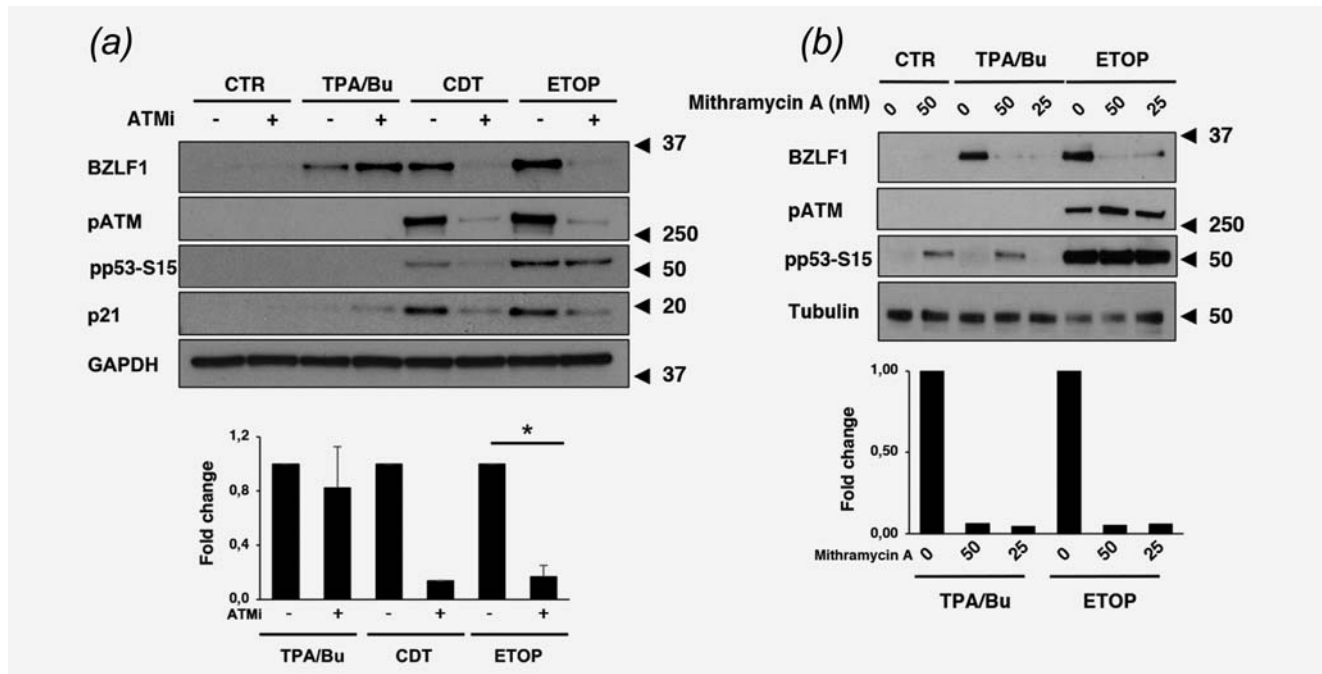 (a)
CTR TPA/Bu CDT ETOP
ATMi - + - + - + - +
BZLF1 ◄ 37
pATM ◄ 250
pp53-S15 ◄ 50
p21 ◄ 20
GAPDH ◄ 37
Fold change
1,2
0,8
0,4
0,0
*
ATMi - + - + - +
TPA/Bu CDT ETOP
(b)
CTR TPA/Bu ETOP
Mithramycin A (nM) 0 50 0 50 25 0 50 25
BZLF1 ◄ 37
pATM ◄ 250
pp53-S15 ◄ 50
Tubulin ◄ 50
Fold change
1,00
0,50
0,00
Mithramycin A 0 50 25 0 50 25
TPA/Bu ETOP